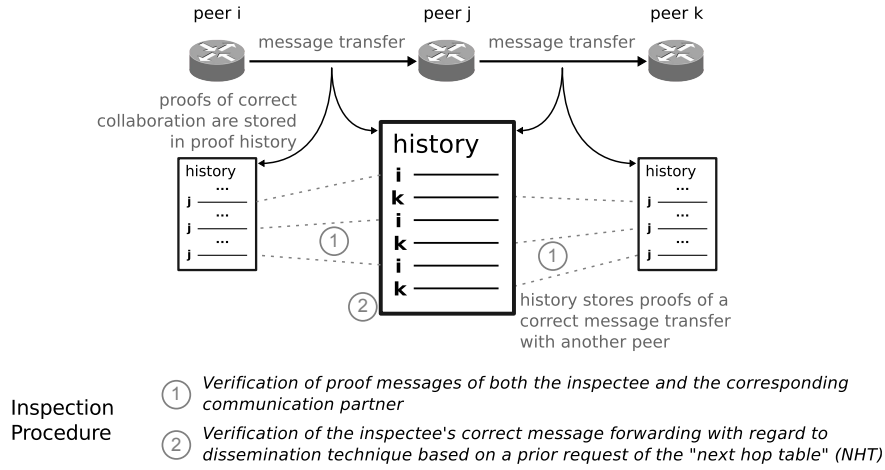 peer i
peer j
peer k
message transfer
message transfer
proofs of correct
collaboration are stored
in proof history
history
...
j
...
j
...
j
history
i
k
i
k
i
k
history
...
j
...
j
...
j
1
1
2
history stores proofs of a
correct message transfer
with another peer
Inspection
Procedure
1
Verification of proof messages of both the inspectee and the corresponding
communication partner
2
Verification of the inspectee's correct message forwarding with regard to
dissemination technique based on a prior request of the "next hop table" (NHT)